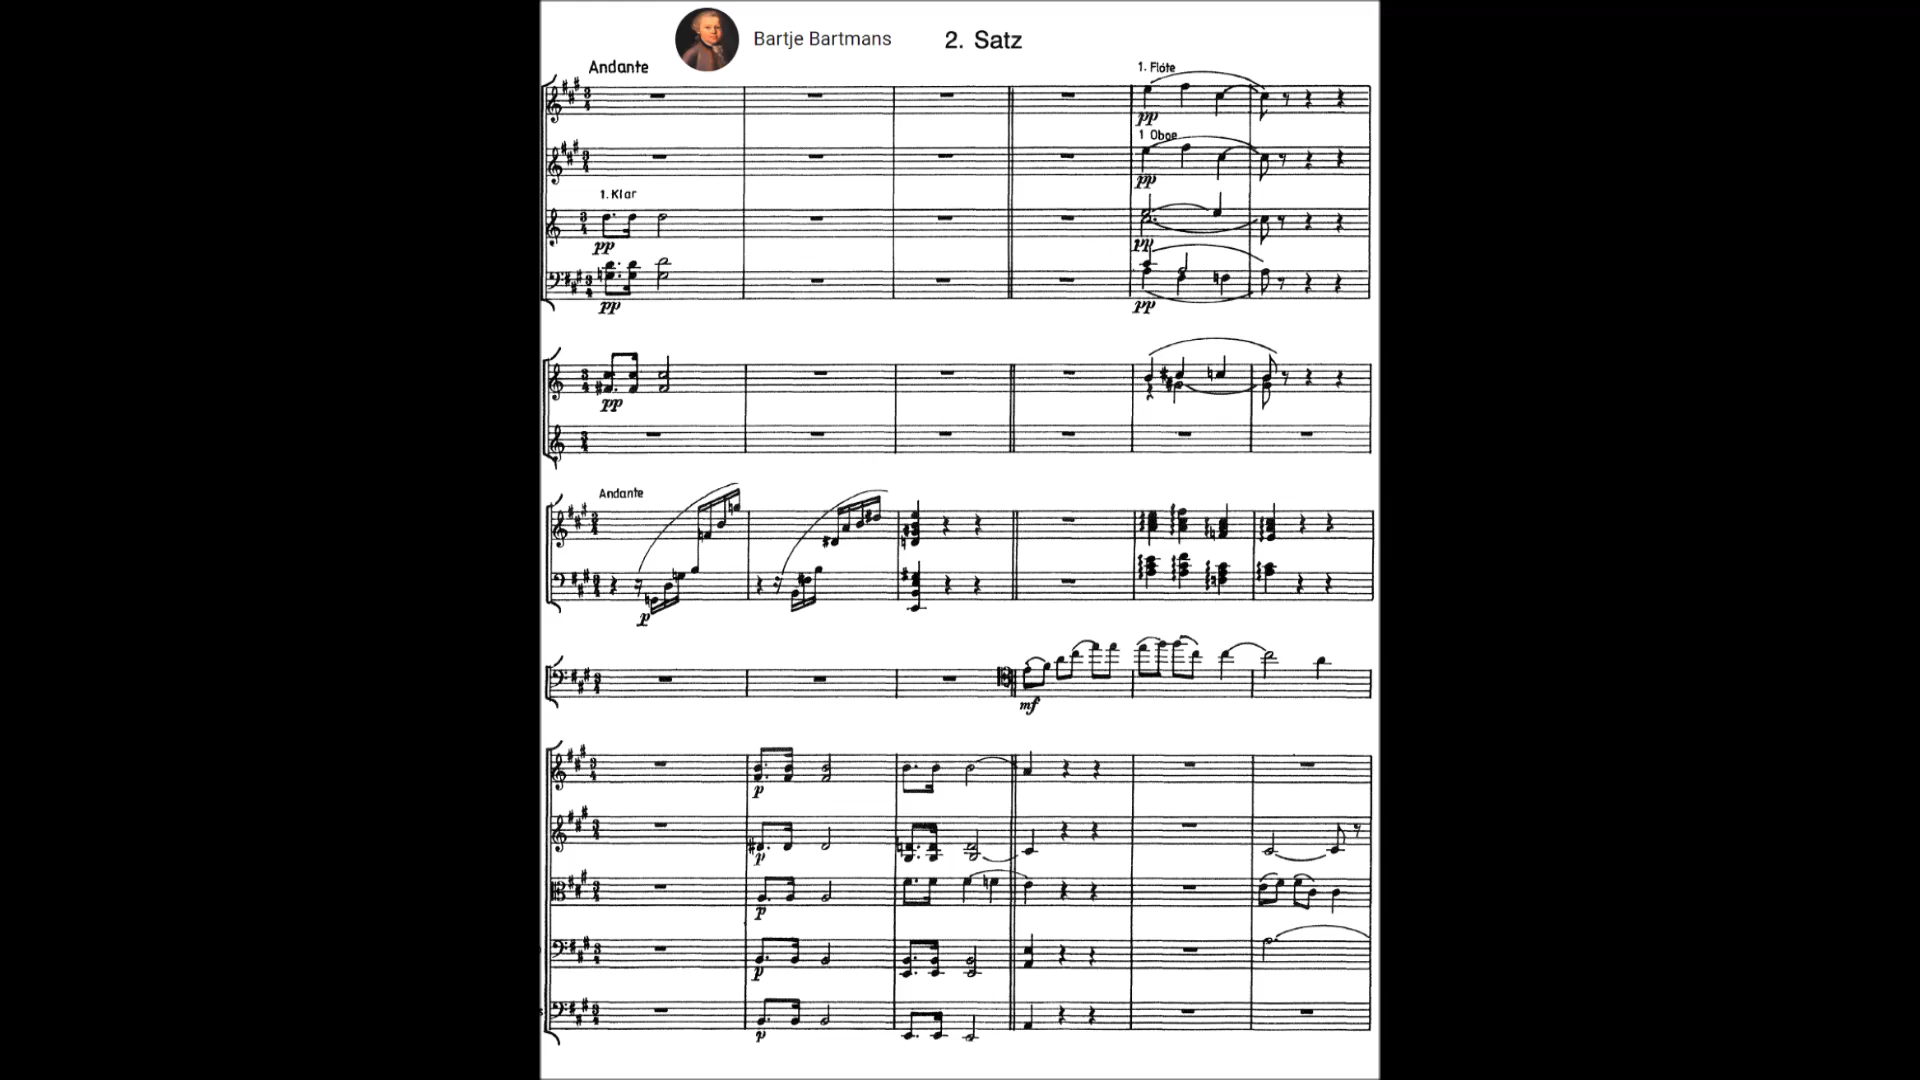 Bartje Bartmans
2. Satz
Andante
1. Flöte
pp
1 Oboe
pp
1. Klar
pp
pp
pp
pp
pp
Andante
p
mf
p
p
p
p
p